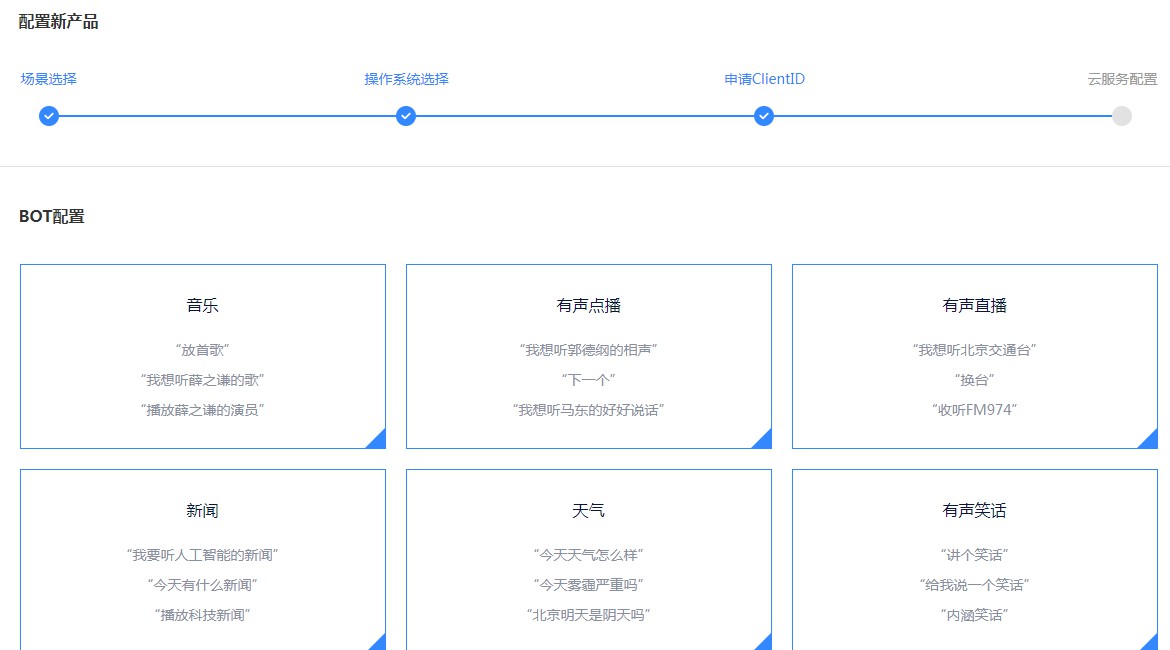 配置新产品
场景选择 操作系统选择 申请ClientID 云服务配置
BOT配置
音乐 有声点播 有声直播
“放首歌” “我想听郭德纲的相声” “我想听北京交通台”
“我想听薛之谦的歌” “下一个” “换台”
“播放薛之谦的演员” “我想听马东的好好说话” “收听FM974”
新闻 天气 有声笑话
“我要听人工智能的新闻” “今天天气怎么样” “讲个笑话”
“今天有什么新闻” “今天雾霾严重吗” “给我说一个笑话”
“播放科技新闻” “北京明天是阴天吗” “内涵笑话”